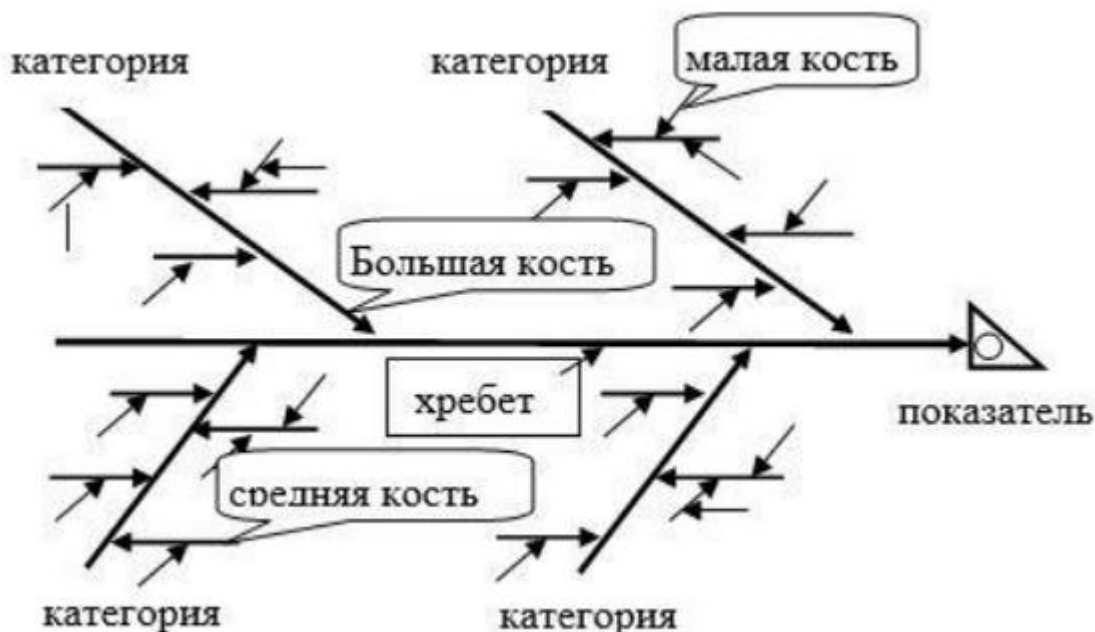 категория
категория
малая кость
Большая кость
хребет
показатель
средняя кость
категория
категория